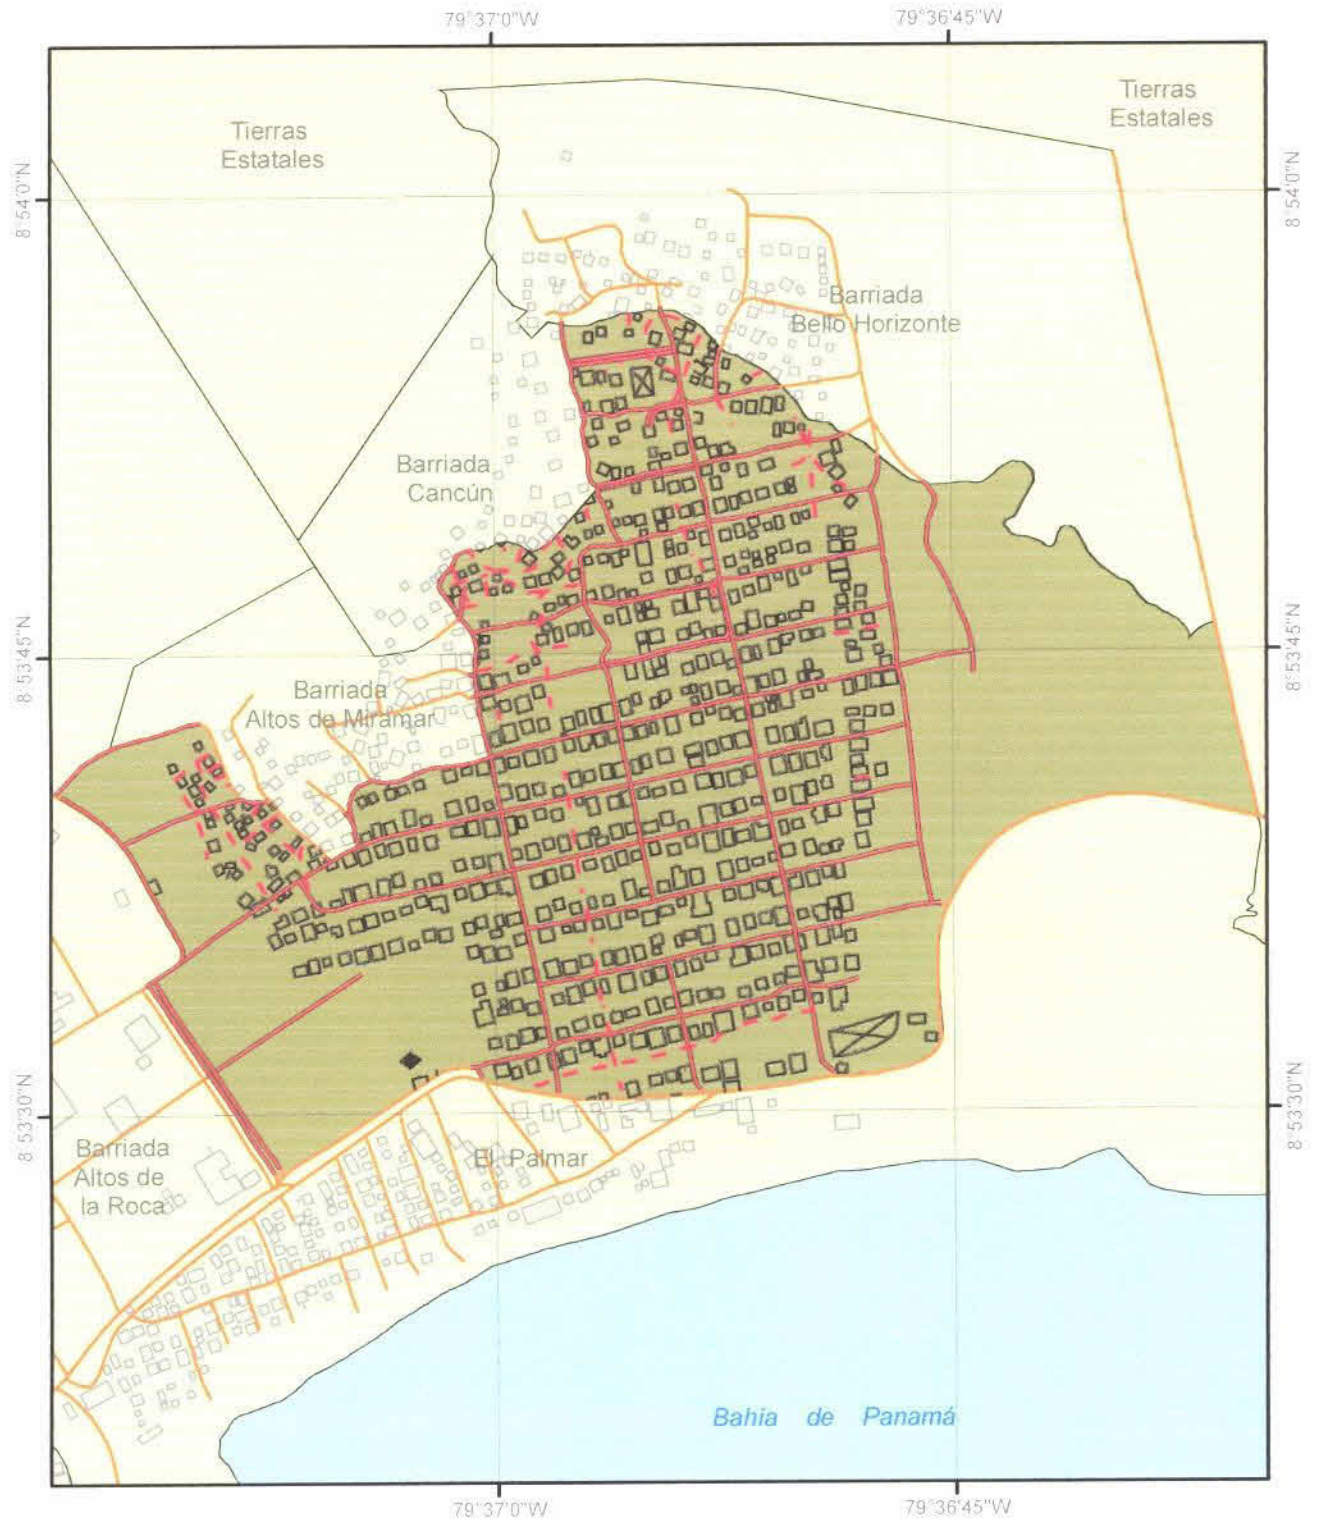 79°37'0"W
79°36'45"W
Tierras
Estatales
Tierras
Estatales
8°54'0"N
8°54'0"N
Barriada
Bello Horizonte
Barriada
Cancún
8°53'45"N
8°53'45"N
Barriada
Altos de Miramar
8°53'30"N
8°53'30"N
Barriada
Altos de
la Roca
El Palmar
Bahía de Panamá
79°37'0"W
79°36'45"W